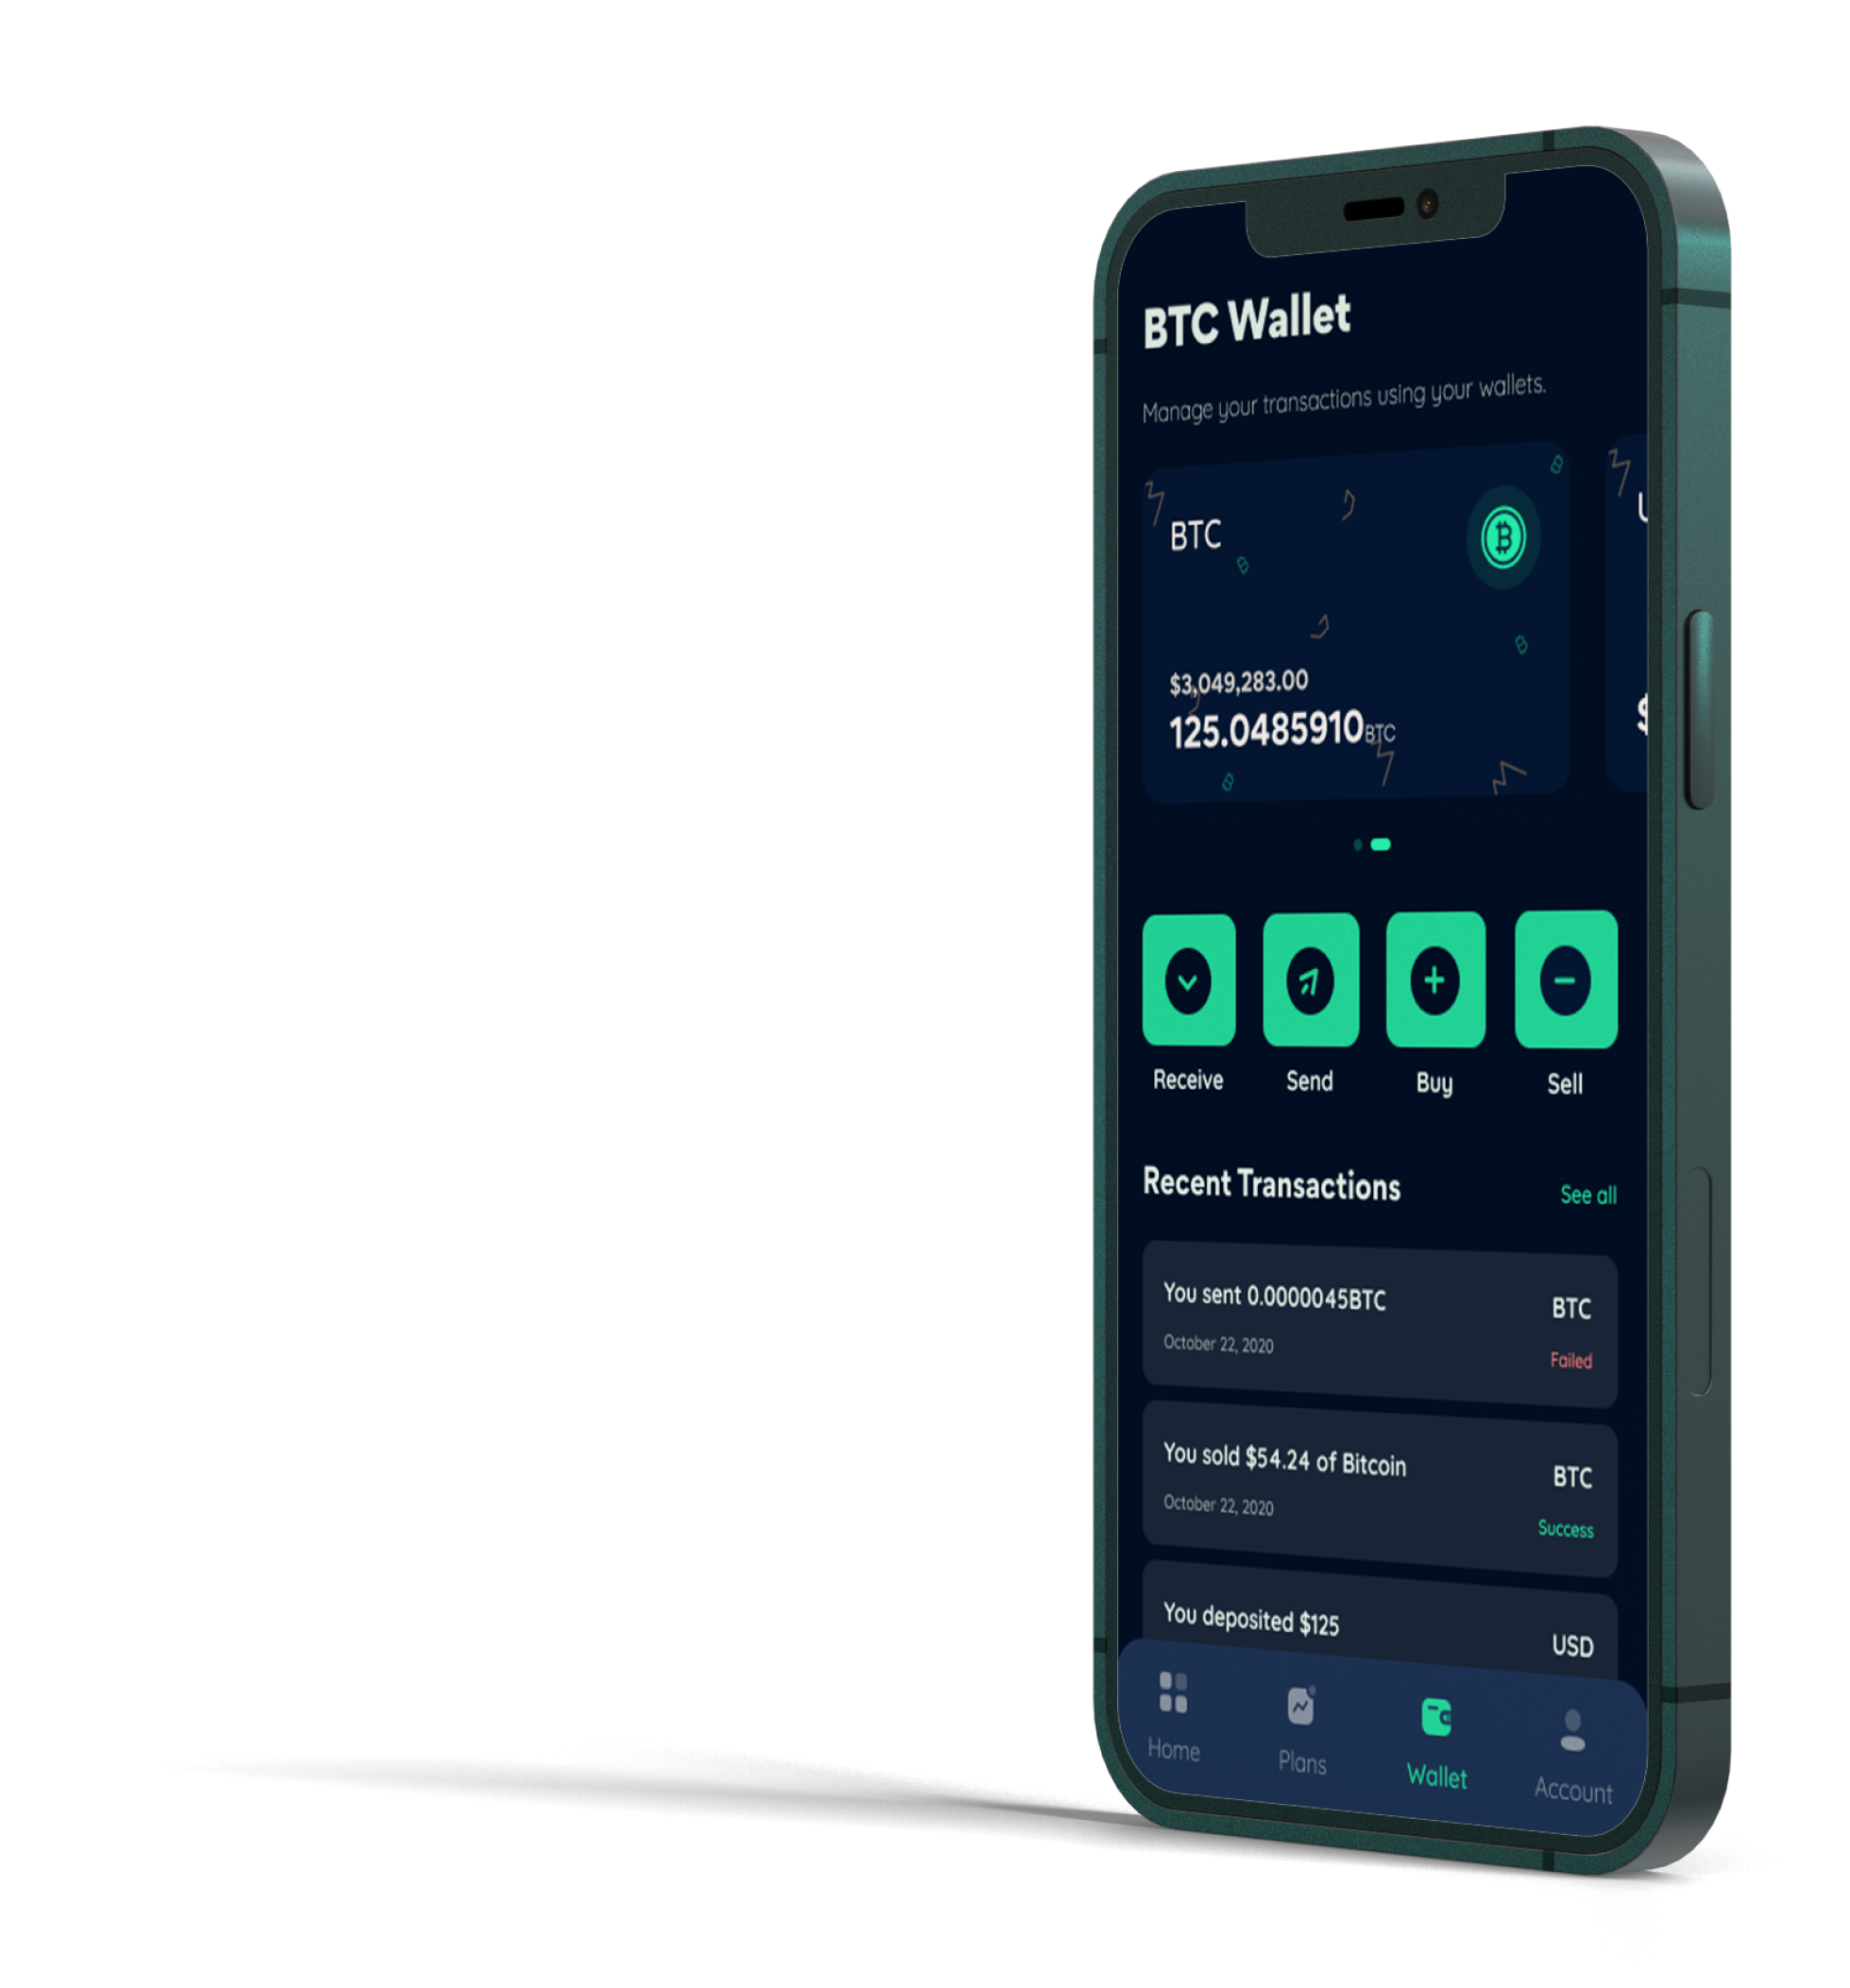 BTC Wallet
Manage your transactions using your wallets.
BTC
$3,049,283.00
125.0485910BTC
$
Receive
Send
Buy
Sell
Recent Transactions
See all
You sent 0.0000045BTC
BTC
October 22, 2020
Failed
You sold $54.24 of Bitcoin
BTC
October 22, 2020
Success
You deposited $125
USD
Home
Plans
Wallet
Account